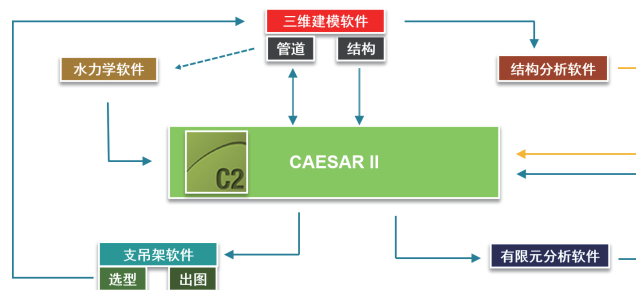 三维建模软件
管道
结构
水力学软件
结构分析软件
C2
CAESAR II
支吊架软件
选型
出图
有限元分析软件